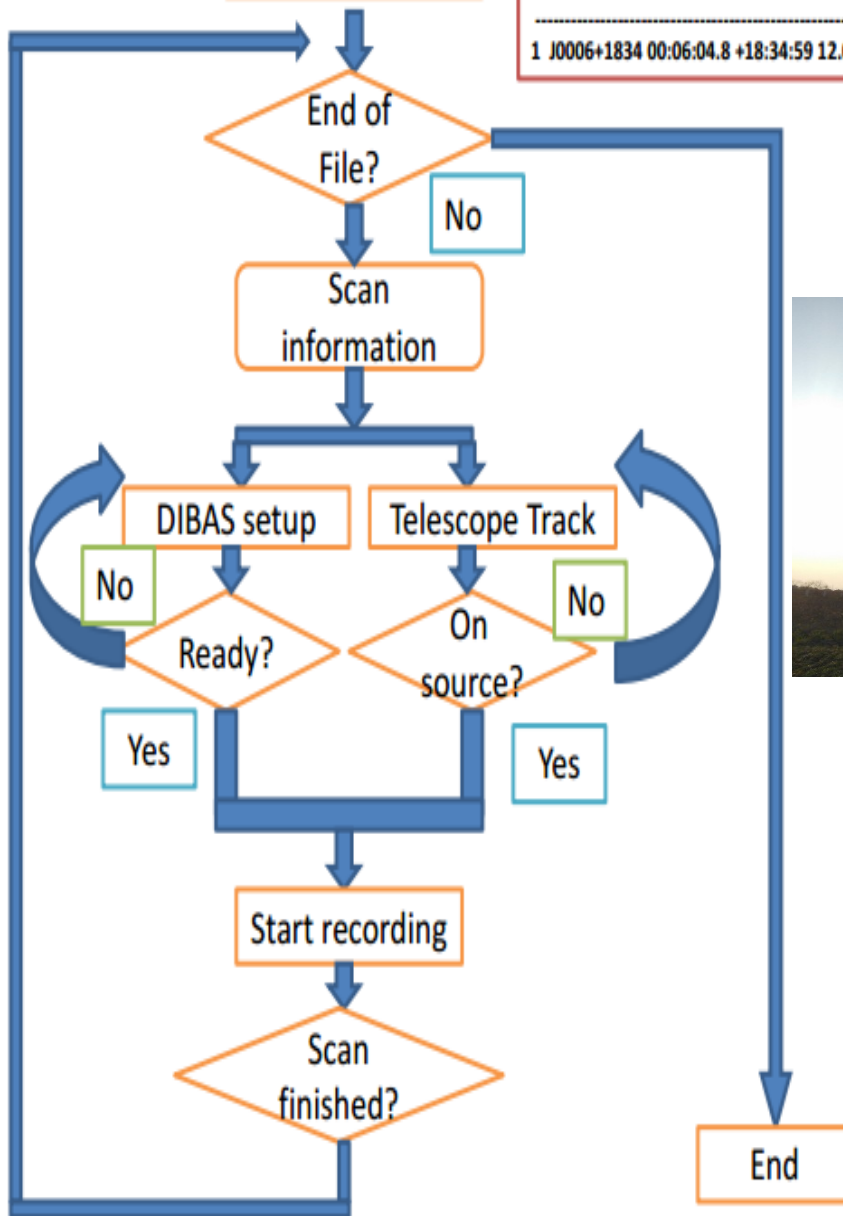 1 J0006+1834 00:06:04.8 +18:34:59 12.
End of
File?
No
Scan
information
DIBAS setup
Telescope Track
No
No
Ready?
On
source?
Yes
Yes
Start recording
Scan
finished?
End